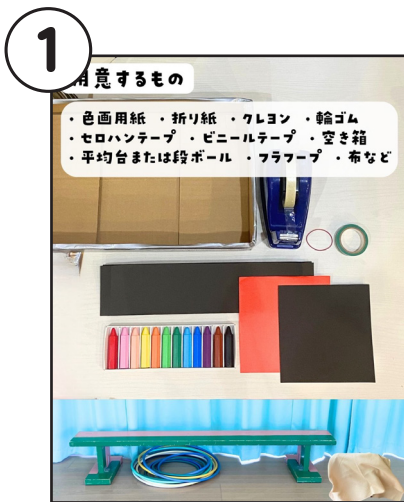 1
用意するもの
・色画用紙 ・折り紙 ・クレヨン ・輪ゴム
・セロハンテープ ・ビニールテープ ・空き箱
・平均台または段ボール ・フラフープ ・布など